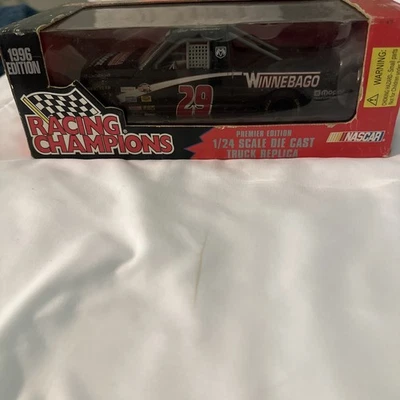 1996
EDITION
RACING
CHAMPIONS
29
WINNEBAGO
PREMIER EDITION
1/24 SCALE DIE CAST
TRUCK REPLICA
NASCAR
WARNING: